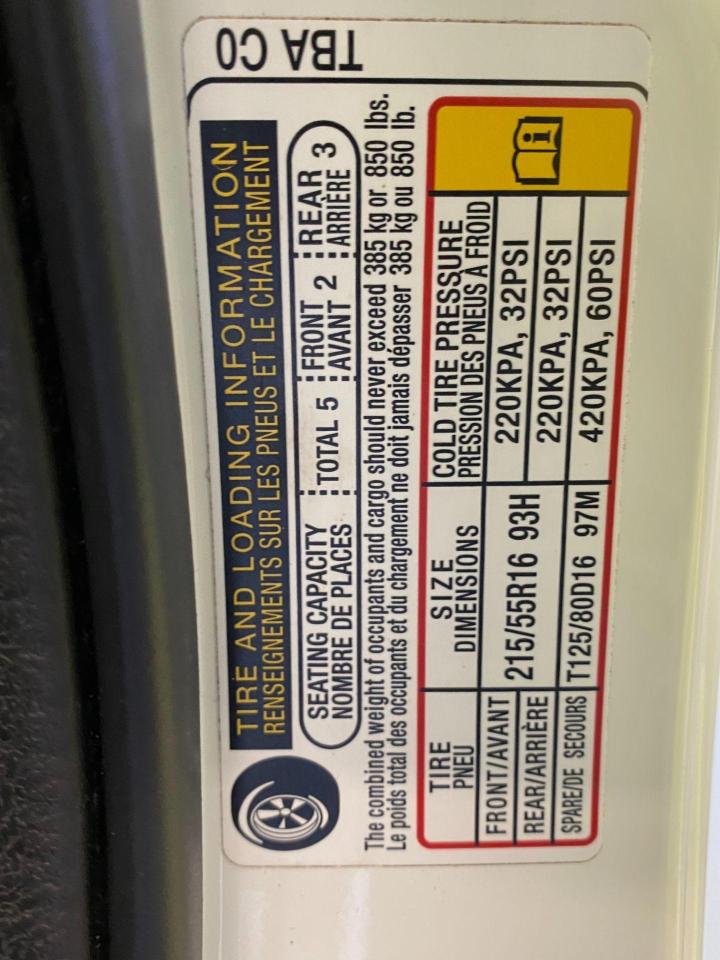 TBA C0
TIRE AND LOADING INFORMATION
RENSEIGNEMENTS SUR LES PNEUS ET LE CHARGEMENT
SEATING CAPACITY
NOMBRE DE PLACES
TOTAL 5
FRONT
AVANT 2
REAR
ARRIÈRE 3
The combined weight of occupants and cargo should never exceed 385 kg or 850 lbs.
Le poids total des occupants et du chargement ne doit jamais dépasser 385 kg ou 850 lb.
TIRE
PNEU
SIZE
DIMENSIONS
COLD TIRE PRESSURE
PRESSION DES PNEUS À FROID
FRONT/AVANT
215/55R16 93H
220KPA, 32PSI
REAR/ARRIÈRE
220KPA, 32PSI
SPARE/DE SECOURS
T125/80D16 97M
420KPA, 60PSI